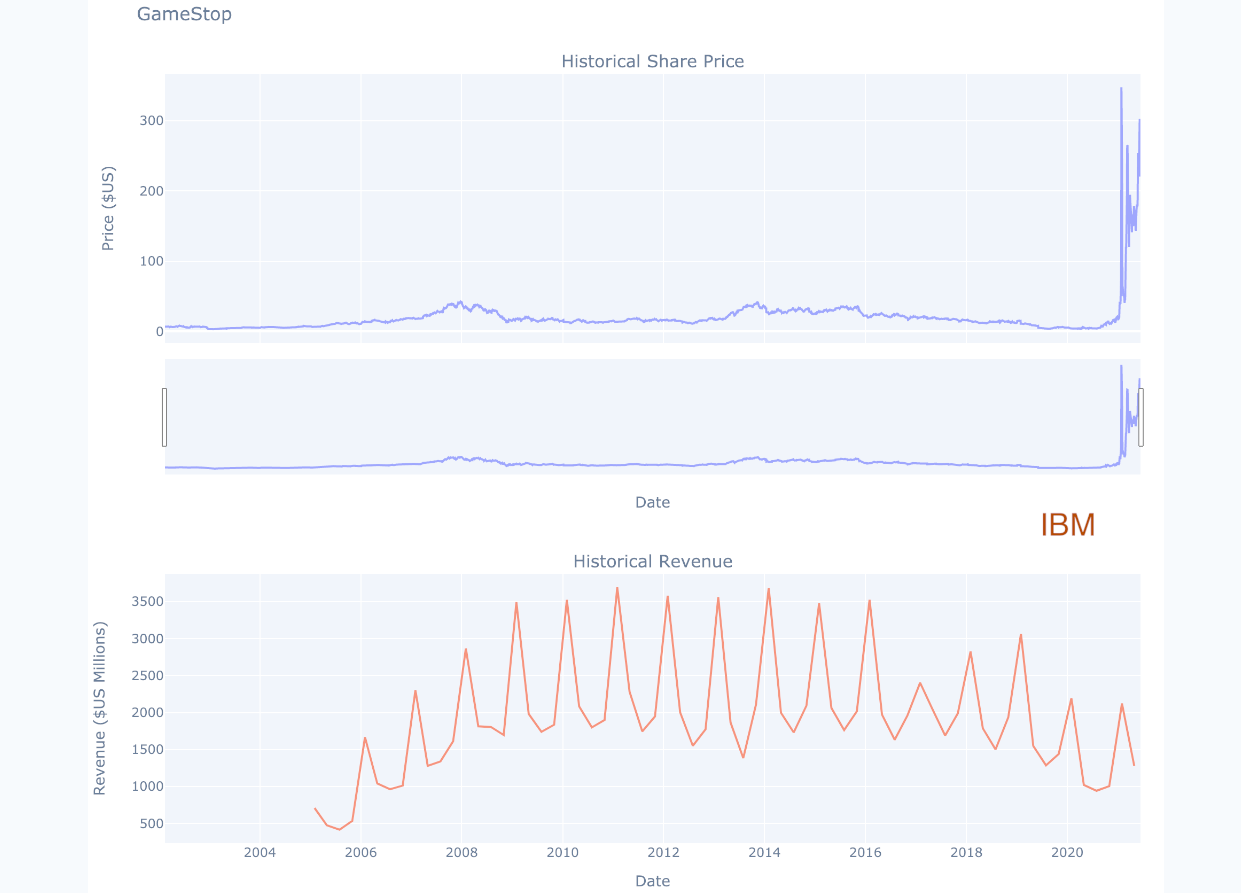 GameStop
Historical Share Price
300
200
100
0
Price ($US)
Date
IBM
Historical Revenue
3500
3000
2500
2000
1500
1000
500
Revenue ($US Millions)
2004 2006 2008 2010 2012 2014 2016 2018 2020
Date